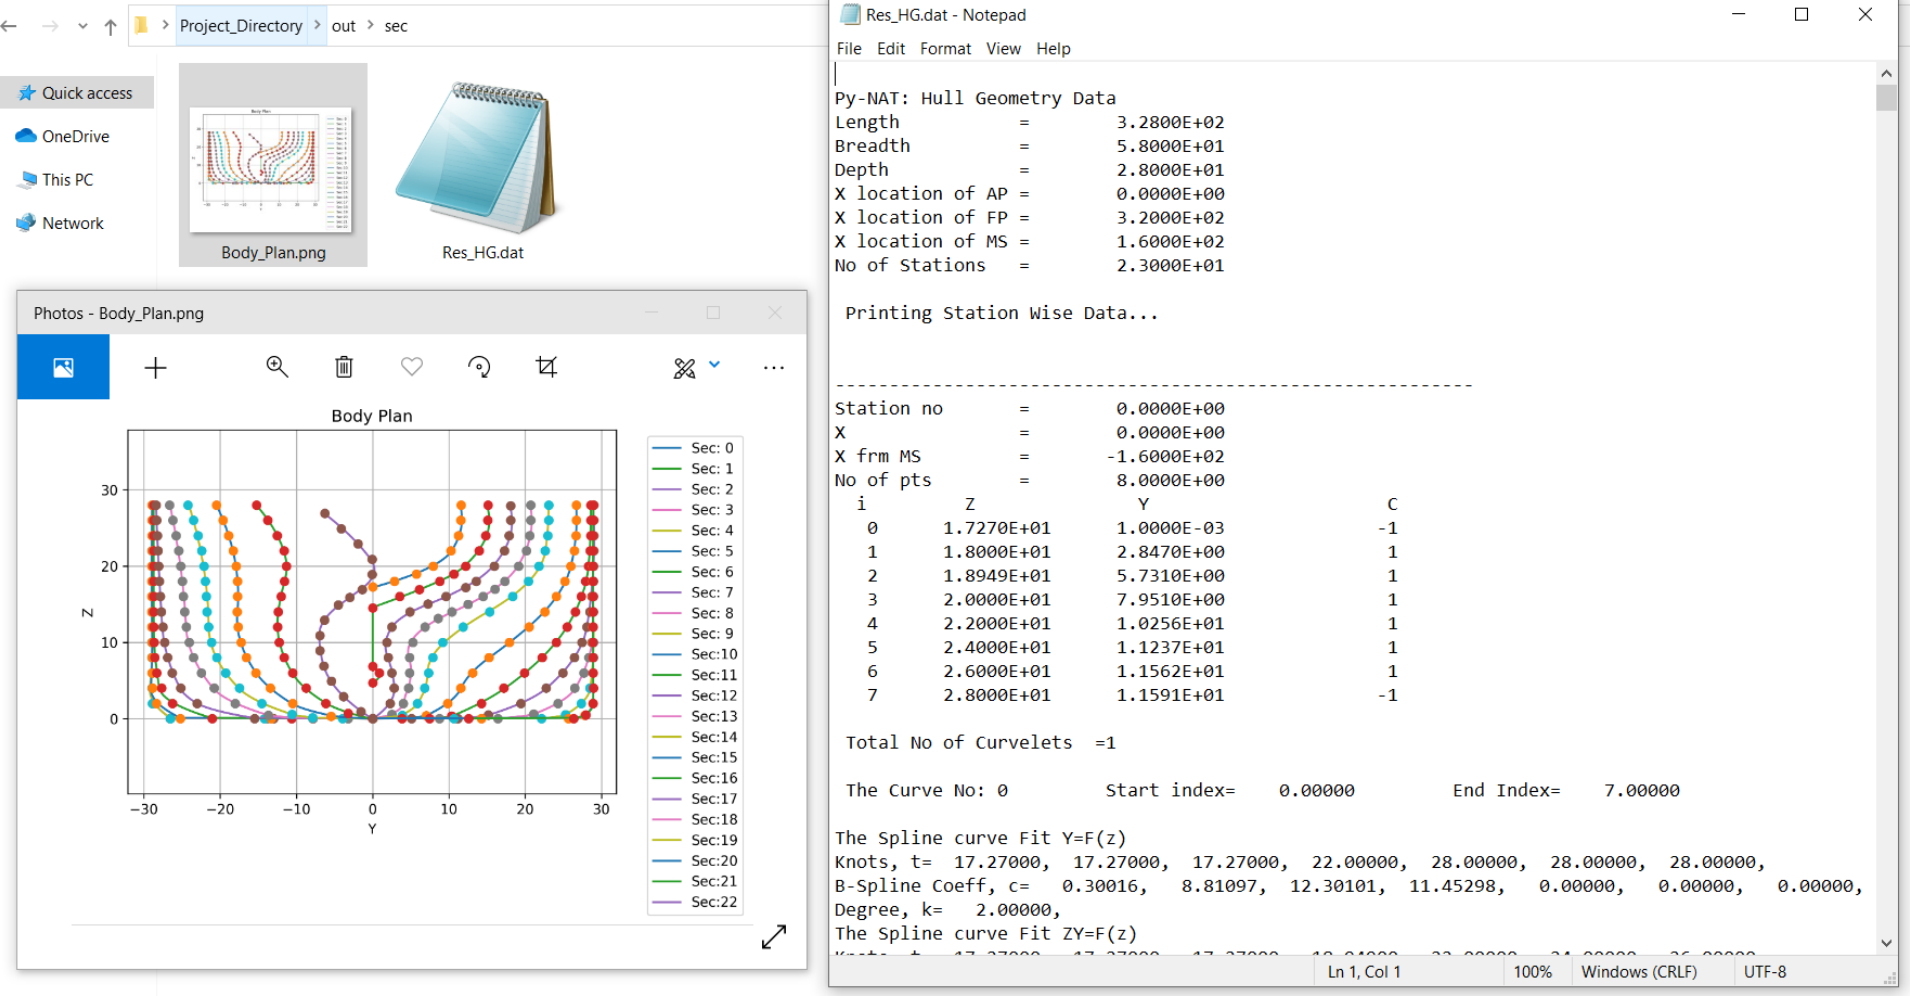 Project_Directory > out > sec
Quick access
OneDrive
This PC
Network
Body_Plan.png
Res_HG.dat
Photos - Body_Plan.png
Body Plan
30
20
10
0
Z
−30 −20 −10 0 10 20 30
Y
Sec: 0
Sec: 1
Sec: 2
Sec: 3
Sec: 4
Sec: 5
Sec: 6
Sec: 7
Sec: 8
Sec: 9
Sec:10
Sec:11
Sec:12
Sec:13
Sec:14
Sec:15
Sec:16
Sec:17
Sec:18
Sec:19
Sec:20
Sec:21
Sec:22
Res_HG.dat - Notepad
File Edit Format View Help
Py-NAT: Hull Geometry Data
Length = 3.2800E+02
Breadth = 5.8000E+01
Depth = 2.8000E+01
X location of AP = 0.0000E+00
X location of FP = 3.2000E+02
X location of MS = 1.6000E+02
No of Stations = 2.3000E+01
Printing Station Wise Data...
-----------------------------------------------------------
Station no = 0.0000E+00
X = 0.0000E+00
X frm MS = -1.6000E+02
No of pts = 8.0000E+00
i Z Y C
0 1.7270E+01 1.0000E-03 -1
1 1.8000E+01 2.8470E+00 1
2 1.8949E+01 5.7310E+00 1
3 2.0000E+01 7.9510E+00 1
4 2.2000E+01 1.0256E+01 1
5 2.4000E+01 1.1237E+01 1
6 2.6000E+01 1.1562E+01 1
7 2.8000E+01 1.1591E+01 -1
Total No of Curvelets =1
The Curve No: 0 Start index= 0.00000 End Index= 7.00000
The Spline curve Fit Y=F(z)
Knots, t= 17.27000, 17.27000, 17.27000, 22.00000, 28.00000, 28.00000, 28.00000,
B-Spline Coeff, c= 0.30016, 8.81097, 12.30101, 11.45298, 0.00000, 0.00000, 0.00000,
Degree, k= 2.00000,
The Spline curve Fit ZY=F(z)
Ln 1, Col 1
100%
Windows (CRLF)
UTF-8